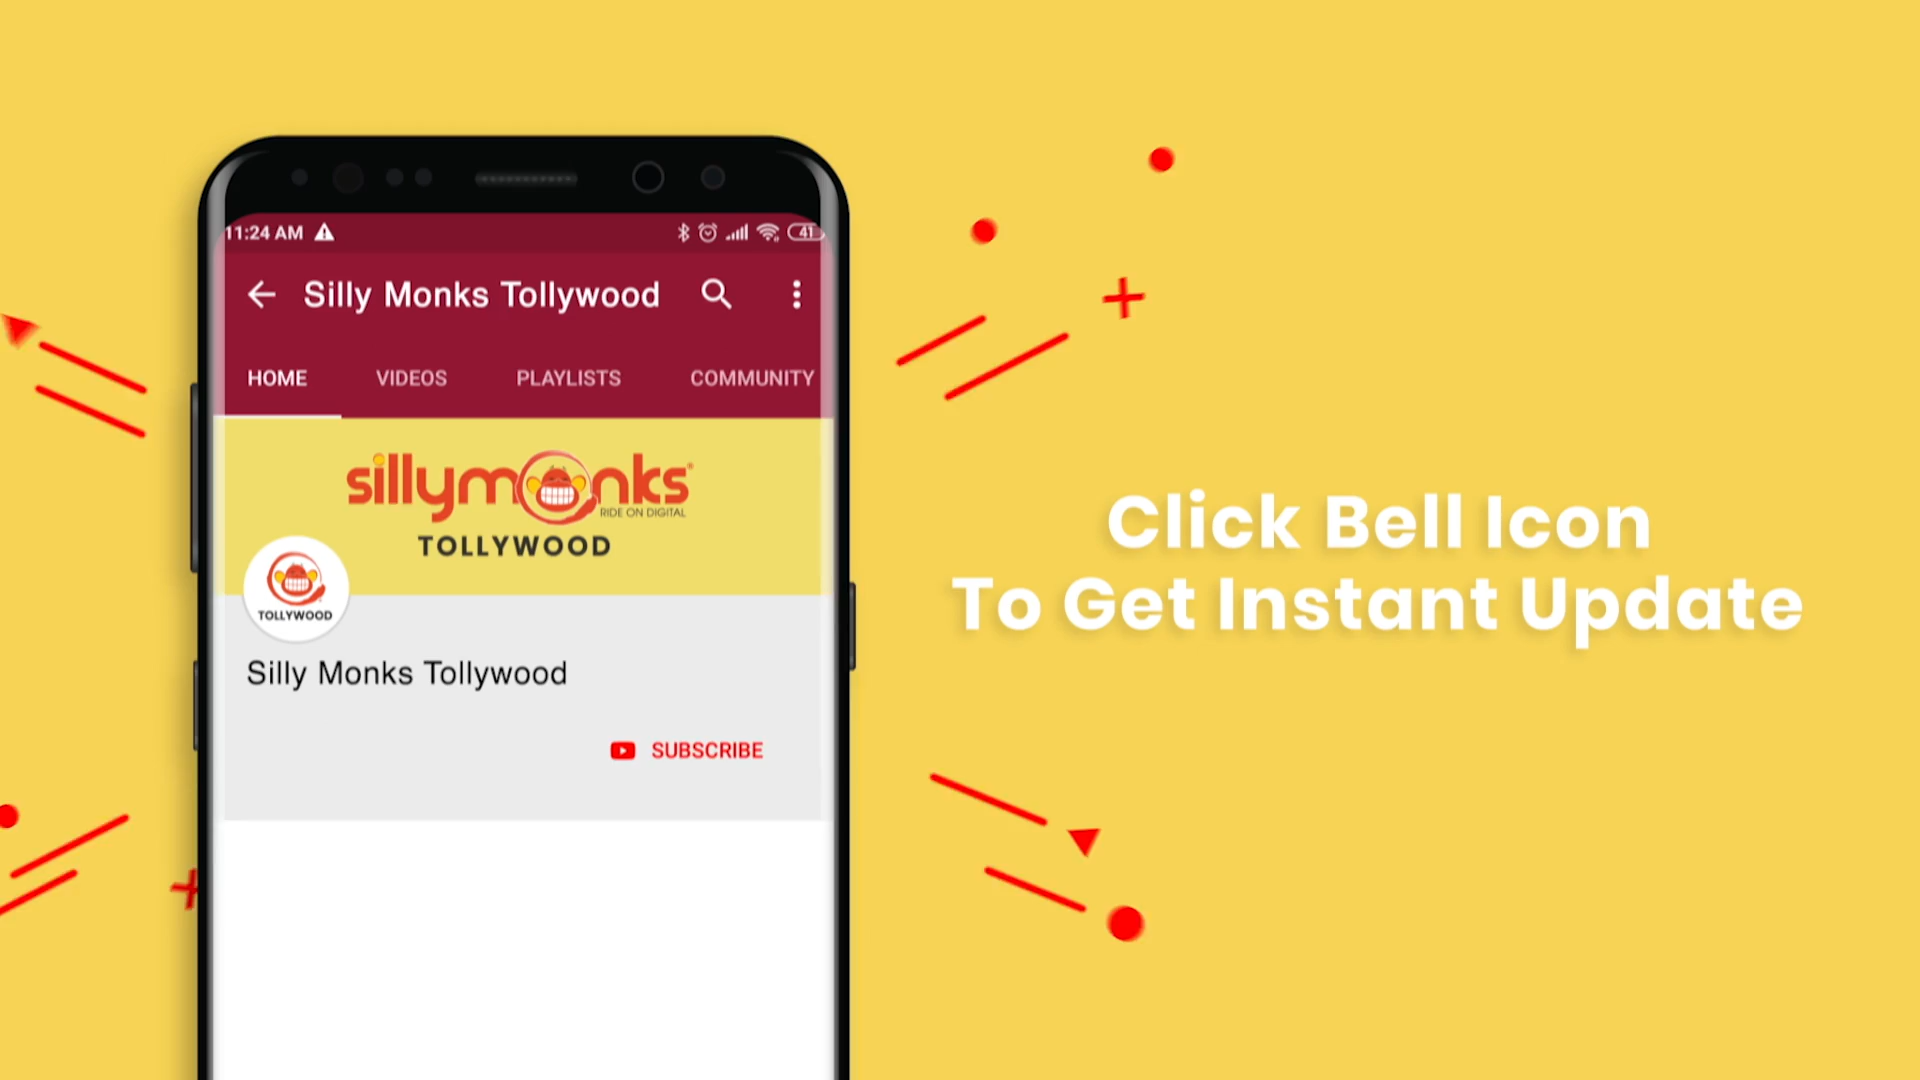 11:24 AM
41
Silly Monks Tollywood
HOME VIDEOS PLAYLISTS COMMUNITY
sillymonks®
RIDE ON DIGITAL
TOLLYWOOD
TOLLYWOOD
Silly Monks Tollywood
SUBSCRIBE
Click Bell Icon
To Get Instant Update